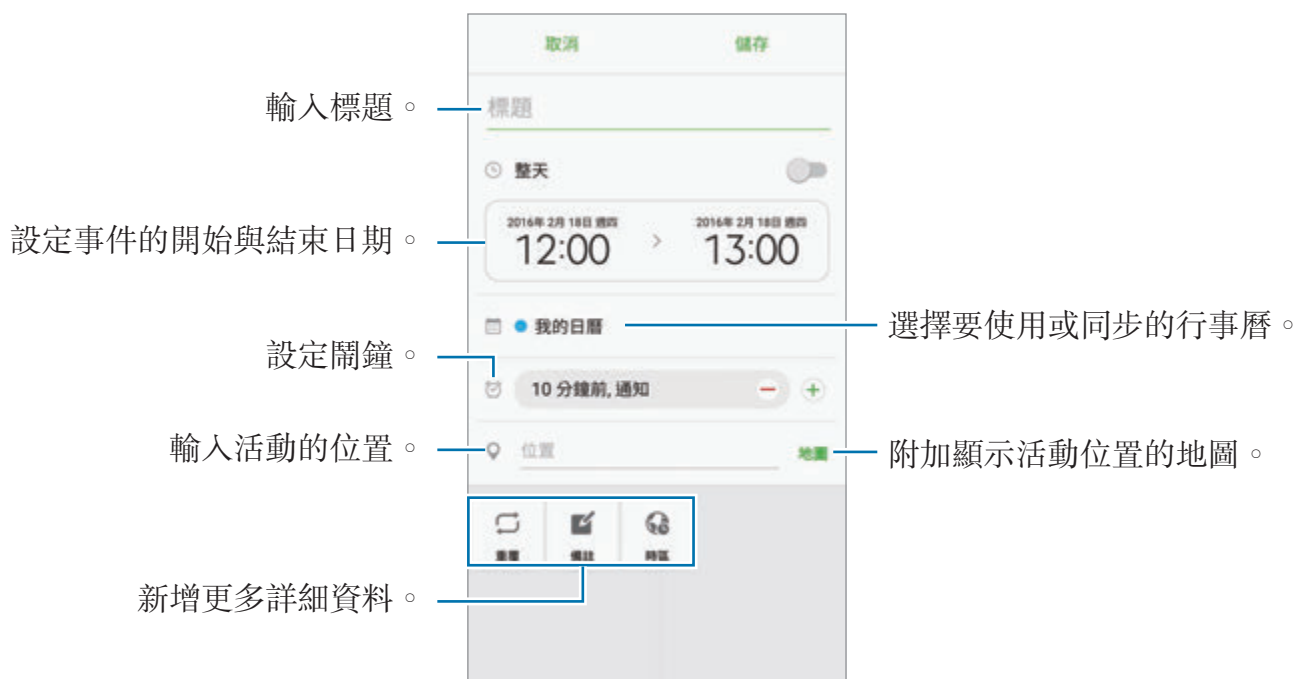 取消 儲存
輸入標題。
標題
整天
設定事件的開始與結束日期。
2016年 2月 18日 週四 2016年 2月 18日 週四
12:00 > 13:00
我的日曆
選擇要使用或同步的行事曆。
設定鬧鐘。
10 分鐘前, 通知
輸入活動的位置。
位置
地圖
附加顯示活動位置的地圖。
重覆 備註 時區
新增更多詳細資料。